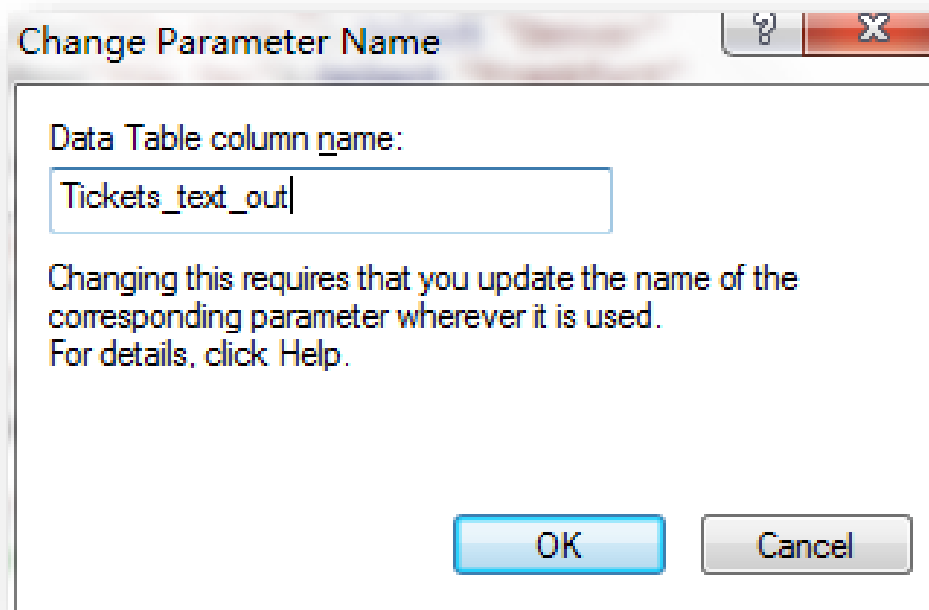 Change Parameter Name
Data Table column name:
Tickets_text_out
Changing this requires that you update the name of the
corresponding parameter wherever it is used.
For details, click Help.
OK
Cancel